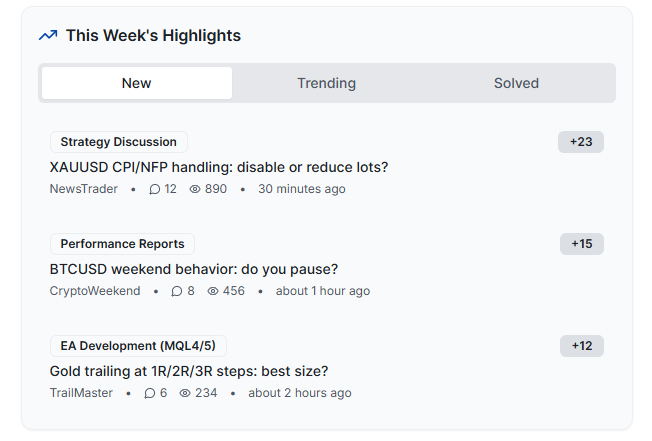 This Week's Highlights
New Trending Solved
Strategy Discussion +23
XAUUSD CPI/NFP handling: disable or reduce lots?
NewsTrader • 12 890 • 30 minutes ago
Performance Reports +15
BTCUSD weekend behavior: do you pause?
CryptoWeekend • 8 456 • about 1 hour ago
EA Development (MQL4/5) +12
Gold trailing at 1R/2R/3R steps: best size?
TrailMaster • 6 234 • about 2 hours ago